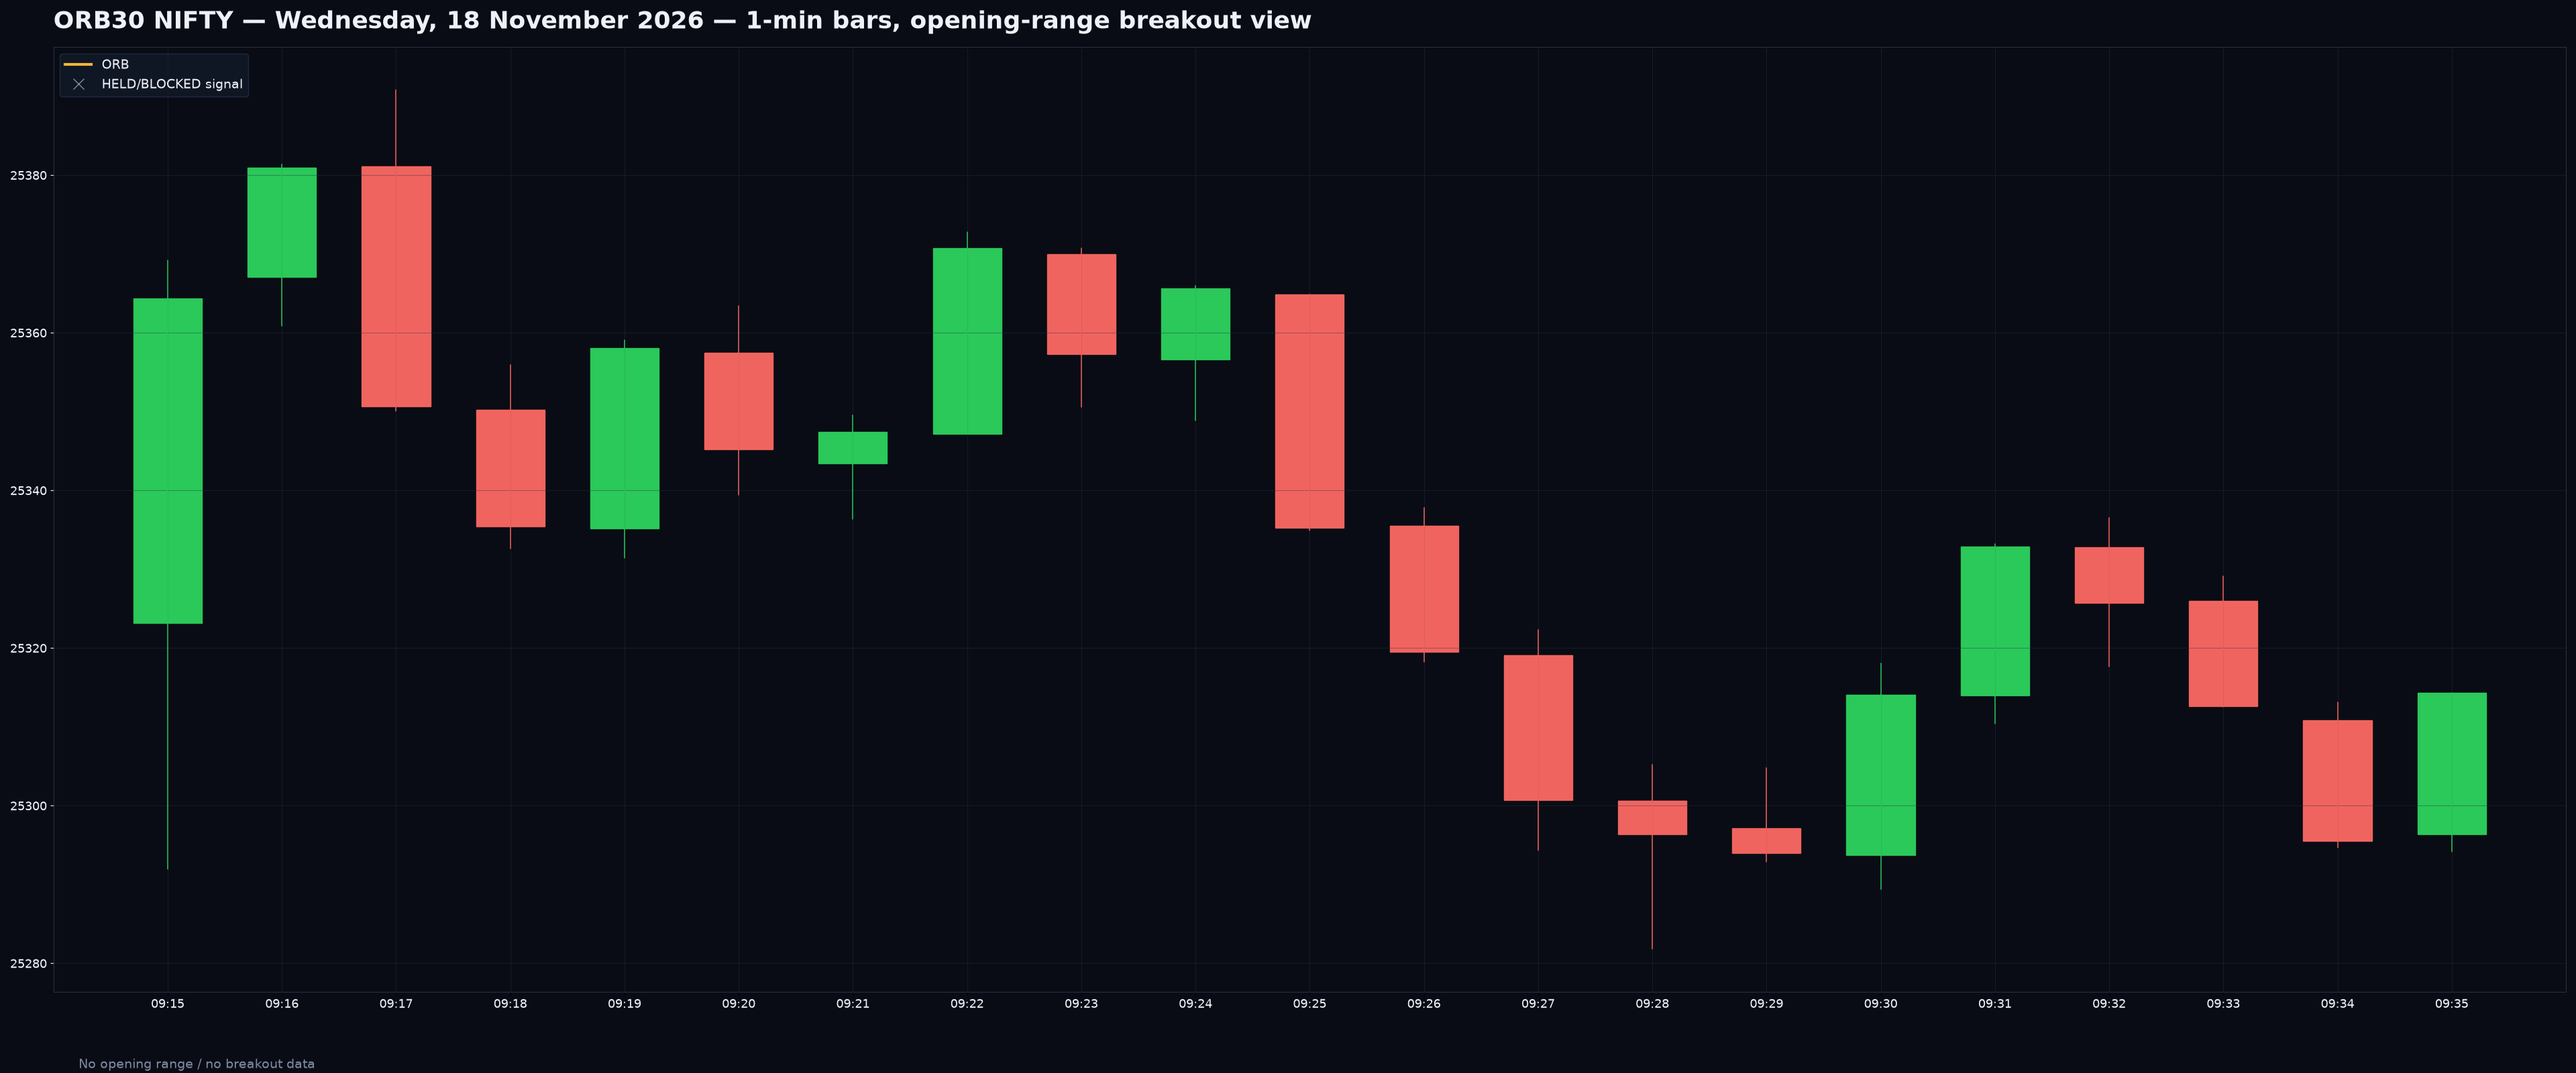 ORB30 NIFTY — Wednesday, 18 November 2026 — 1-min bars, opening-range breakout view
ORB
HELD/BLOCKED signal
25380
25360
25340
25320
25300
25280
09:15 09:16 09:17 09:18 09:19 09:20 09:21 09:22 09:23 09:24 09:25 09:26 09:27 09:28 09:29 09:30 09:31 09:32 09:33 09:34 09:35
No opening range / no breakout data